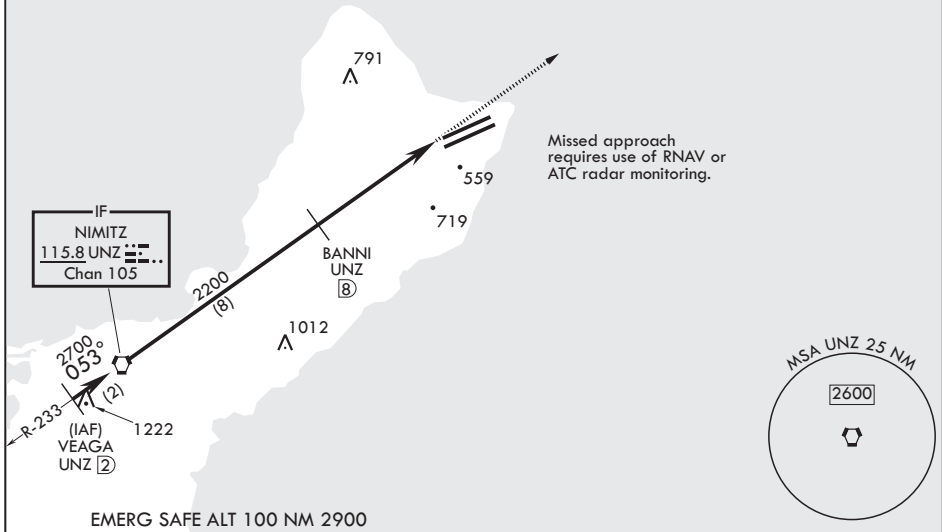 791
Missed approach
requires use of RNAV or
ATC radar monitoring.
559
719
IF
NIMITZ
115.8 UNZ
Chan 105
BANNI
UNZ
8
2200
(8)
1012
2700
053°
(2)
R-233
(IAF)
VEAGA
UNZ 2
1222
MSA UNZ 25 NM
2600
EMERG SAFE ALT 100 NM 2900